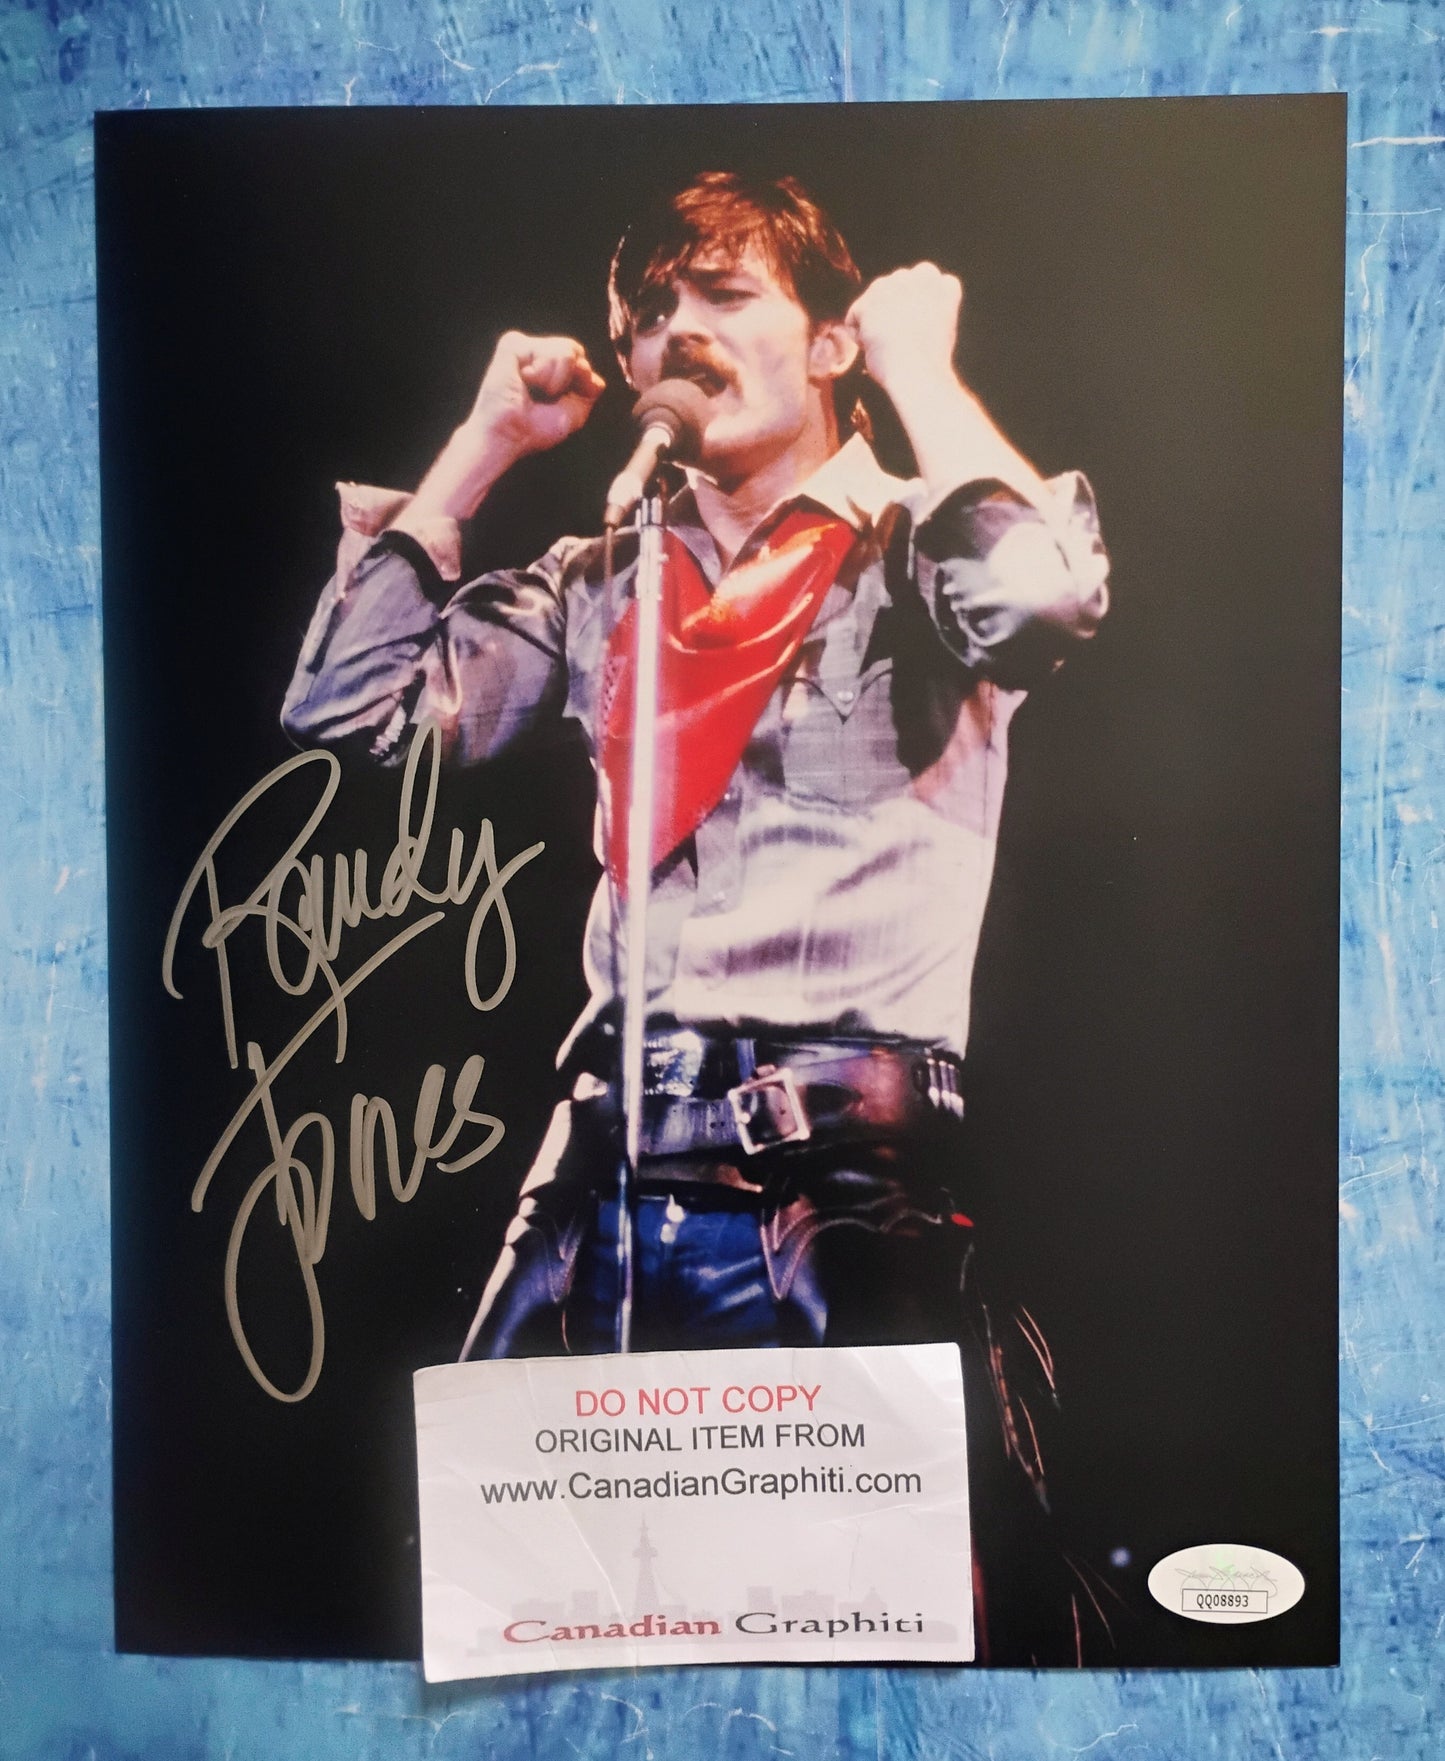 Randy
Jones
DO NOT COPY
ORIGINAL ITEM FROM
www.CanadianGraphiti.com
Canadian Graphiti
QQ08893